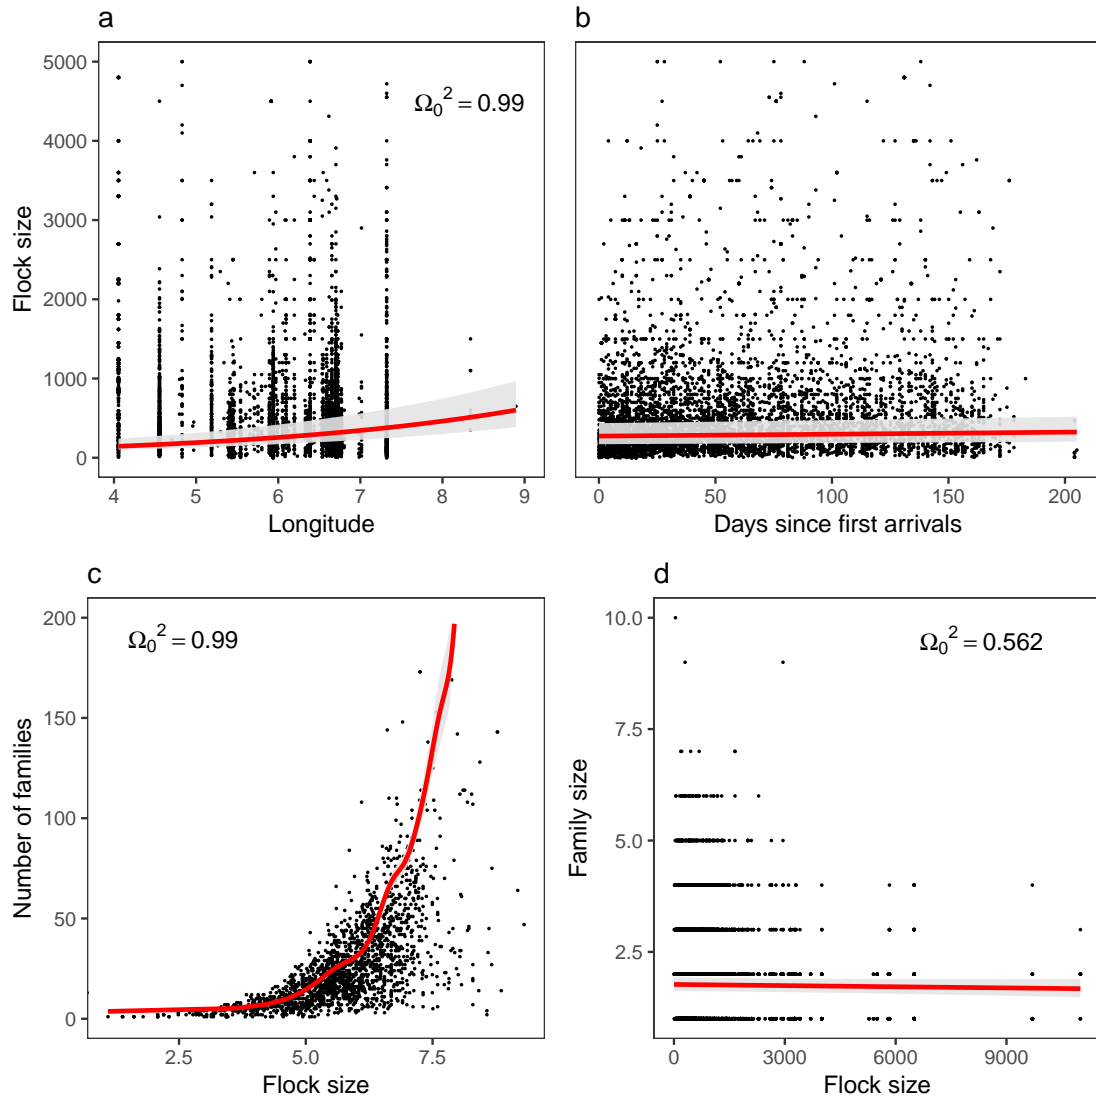 a
b
Flock size
5000
4000
3000
2000
1000
0
Ω₀² = 0.99
4 5 6 7 8 9
Longitude
0 50 100 150 200
Days since first arrivals
c
d
Number of families
200
150
100
50
0
Ω₀² = 0.99
2.5 5.0 7.5
Flock size
Family size
10.0
7.5
5.0
2.5
Ω₀² = 0.562
0 3000 6000 9000
Flock size